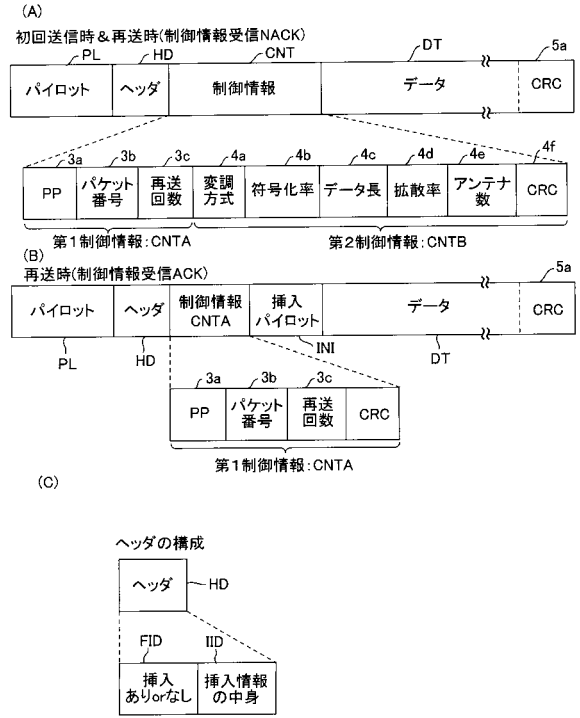 (A)
初回送信時&再送時(制御情報受信NACK)
PL
HD
CNT
DT
5a
パイロット
ヘッダ
制御情報
データ
CRC
3a
3b
3c
4a
4b
4c
4d
4e
4f
PP
パケット
番号
再送
回数
変調
方式
符号化率
データ長
拡散率
アンテナ
数
CRC
第1制御情報:CNTA
第2制御情報:CNTB
(B)
再送時(制御情報受信ACK)
5a
パイロット
ヘッダ
制御情報
CNTA
挿入
パイロット
データ
CRC
PL
HD
INI
DT
3a
3b
3c
PP
パケット
番号
再送
回数
CRC
第1制御情報:CNTA
(C)
ヘッダの構成
ヘッダ
HD
FID
IID
挿入
ありorなし
挿入情報
の中身